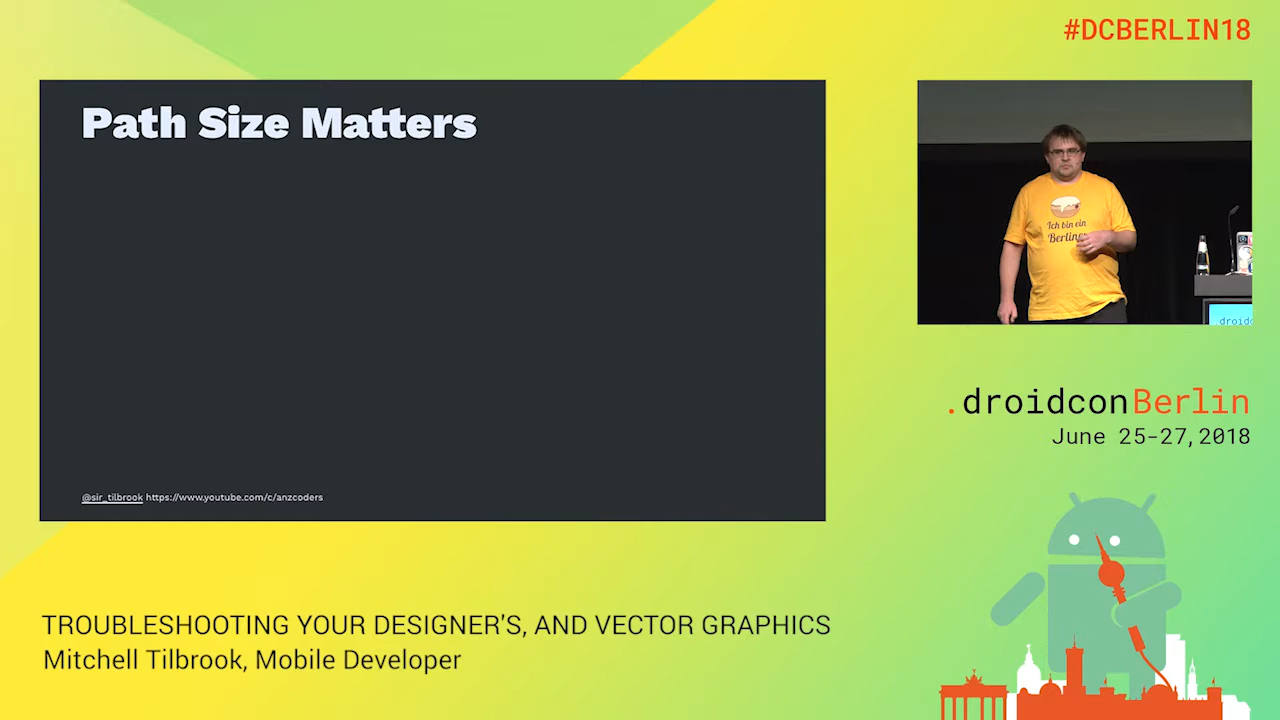 #DCBERLIN18
Path Size Matters
Ich bin ein
Berliner
@sir_tilbrook https://www.youtube.com/c/anzcoders
.droidconBerlin
June 25-27,2018
TROUBLESHOOTING YOUR DESIGNER'S, AND VECTOR GRAPHICS
Mitchell Tilbrook, Mobile Developer